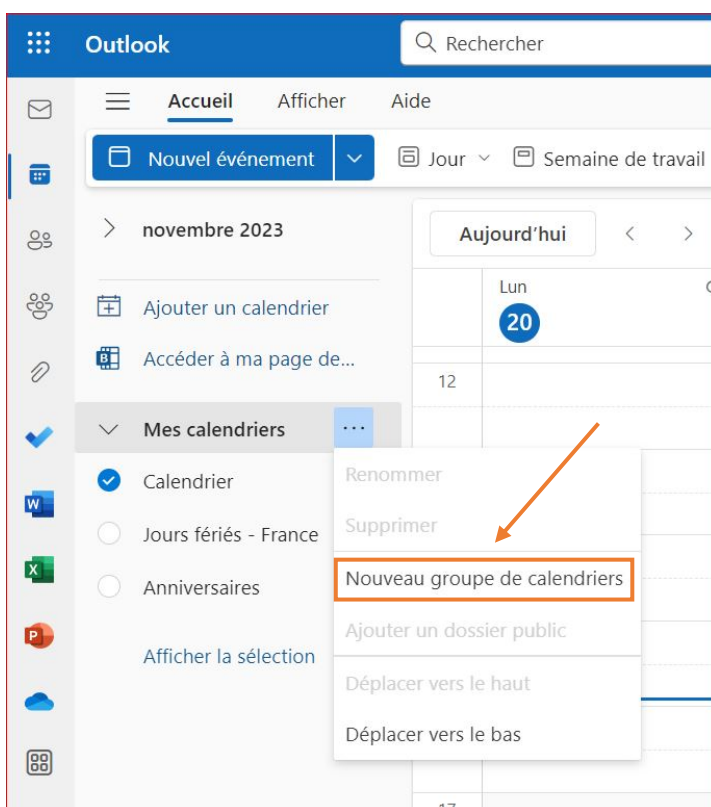 Outlook
Rechercher
Accueil Afficher Aide
Nouvel événement Jour Semaine de travail
novembre 2023
Aujourd'hui
Lun
20
Ajouter un calendrier
B
Accéder à ma page de...
12
Mes calendriers ...
Calendrier
Renommer
W
Jours fériés - France
Supprimer
X
Anniversaires
Nouveau groupe de calendriers
P
Ajouter un dossier public
Afficher la sélection
Déplacer vers le haut
Déplacer vers le bas
17